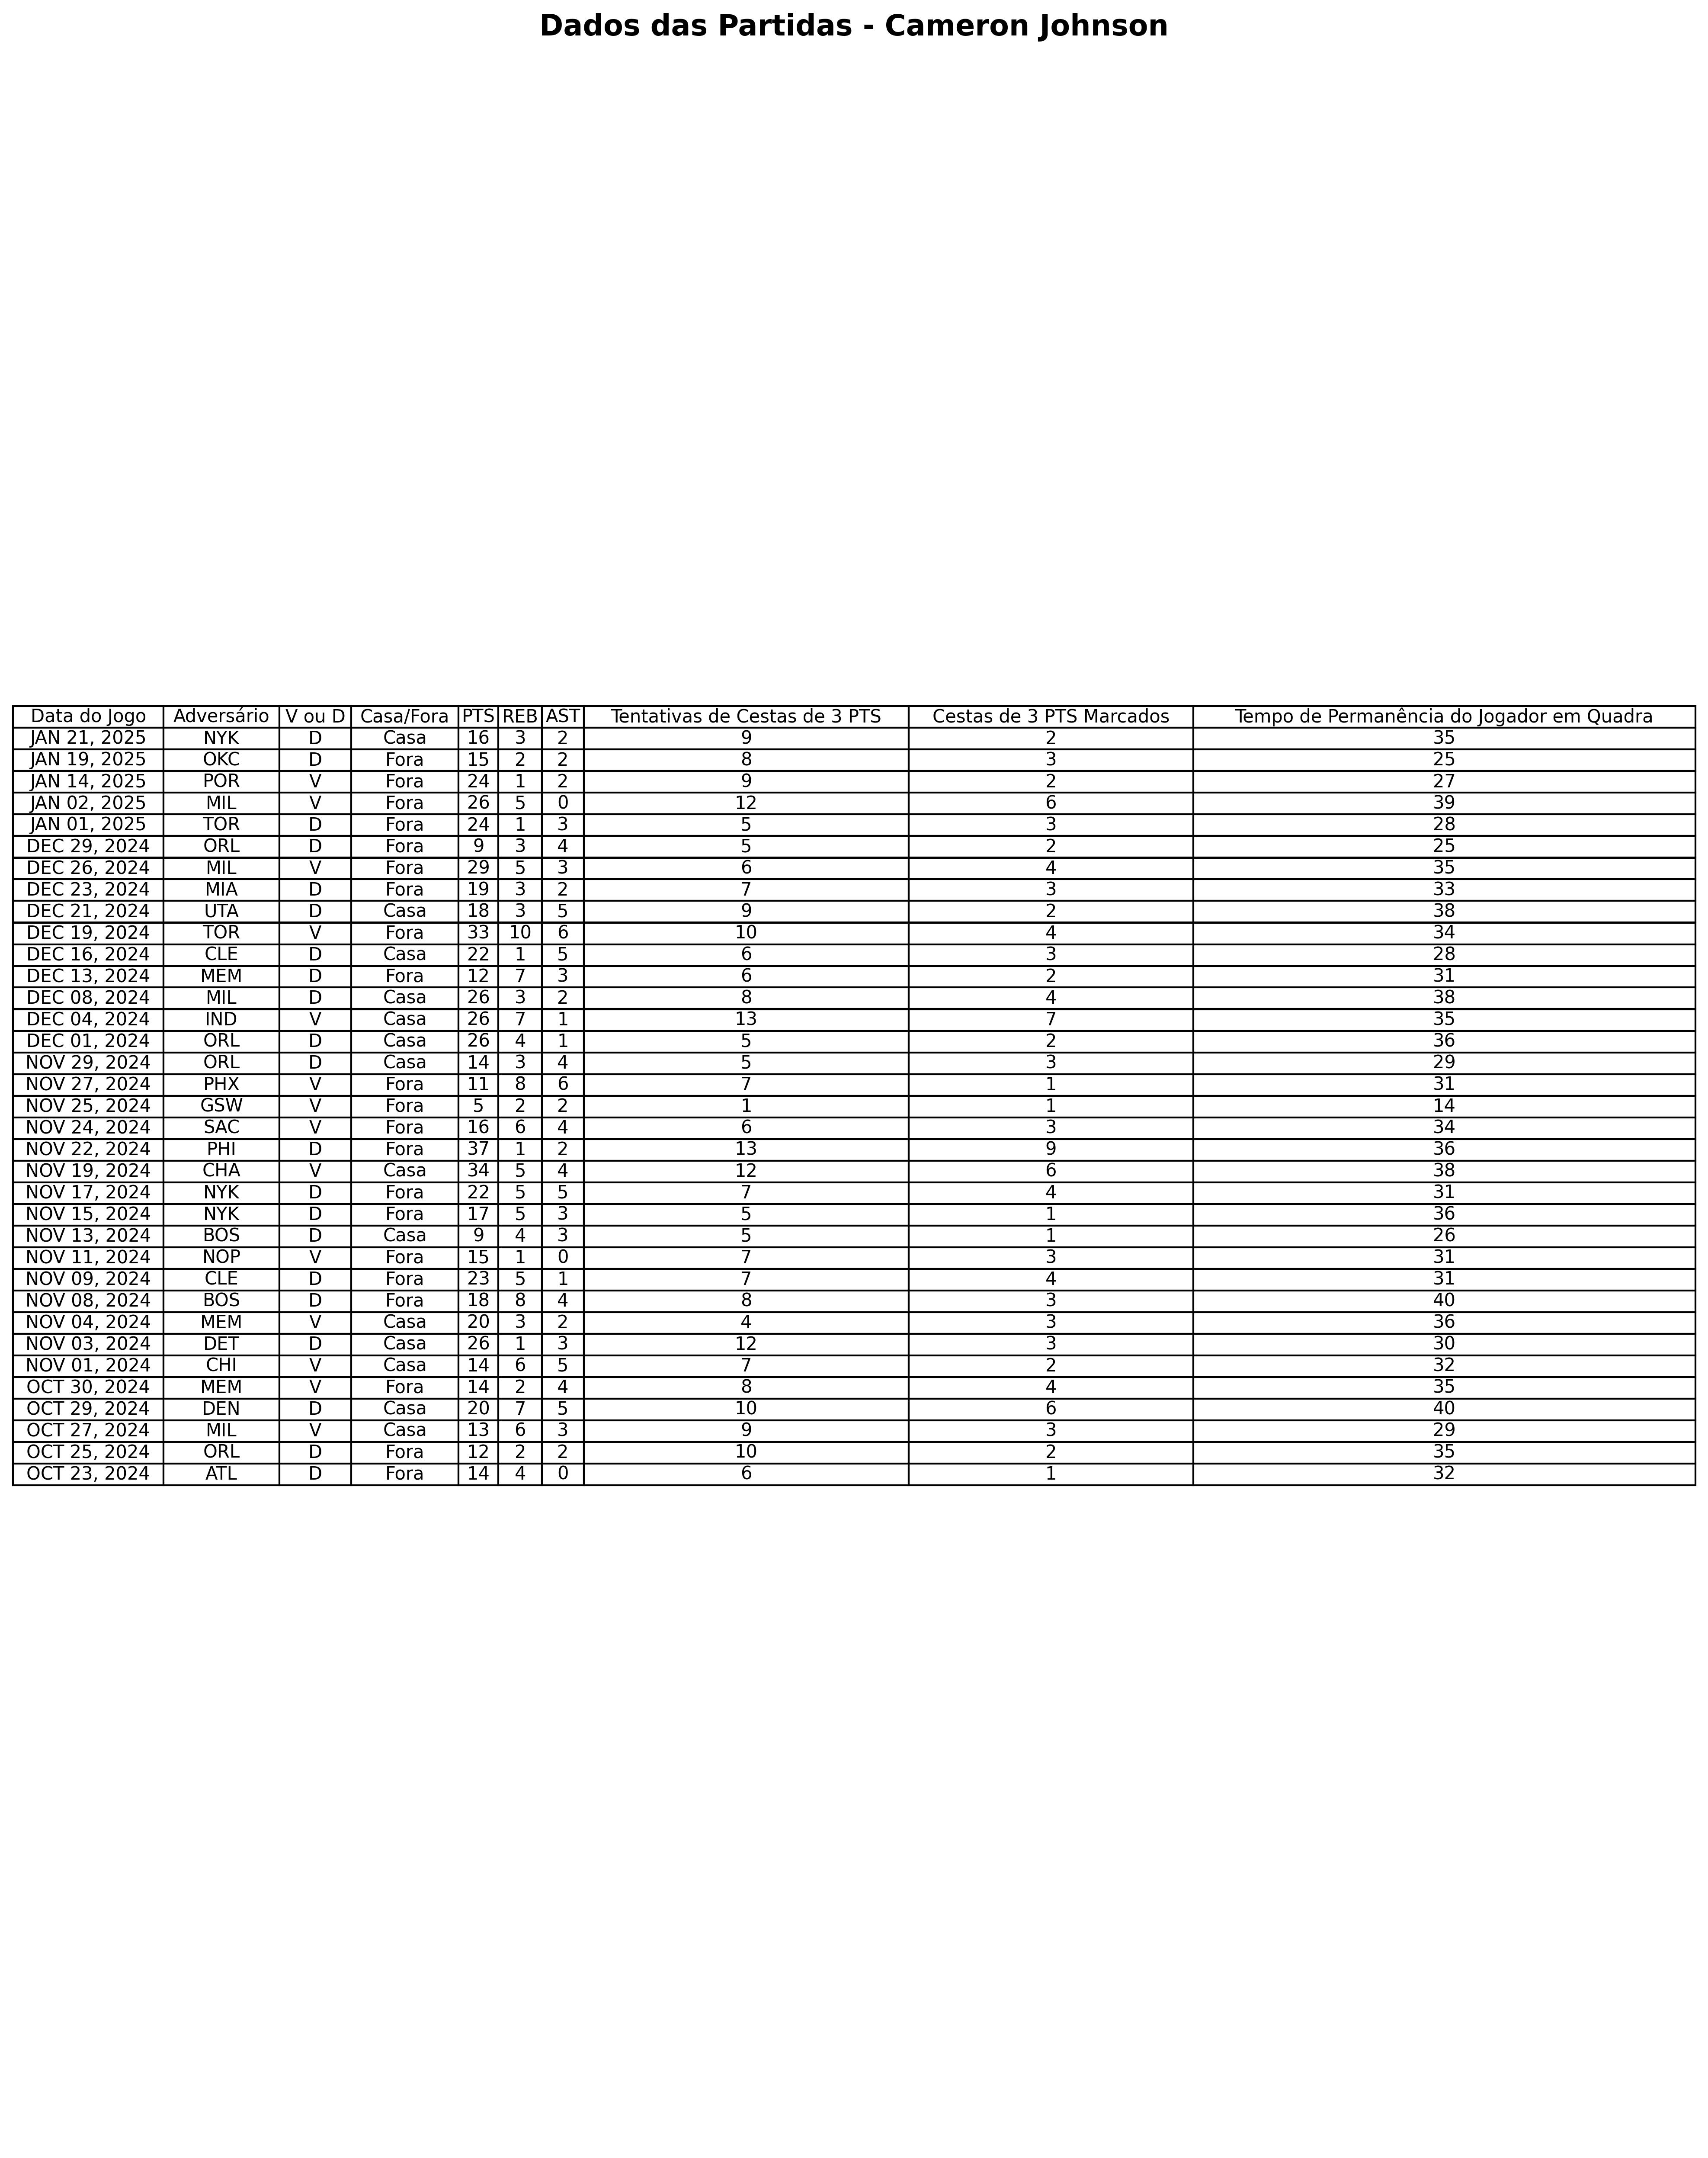 Dados das Partidas - Cameron Johnson
Data do Jogo Adversário V ou D Casa/Fora PTS REB AST Tentativas de Cestas de 3 PTS Cestas de 3 PTS Marcados Tempo de Permanência do Jogador em Quadra
JAN 21, 2025 NYK D Casa 16 3 2 9 2 35
JAN 19, 2025 OKC D Fora 15 2 2 8 3 25
JAN 14, 2025 POR V Fora 24 1 2 9 2 27
JAN 02, 2025 MIL V Fora 26 5 0 12 6 39
JAN 01, 2025 TOR D Fora 24 1 3 5 3 28
DEC 29, 2024 ORL D Fora 9 3 4 5 2 25
DEC 26, 2024 MIL V Fora 29 5 3 6 4 35
DEC 23, 2024 MIA D Fora 19 3 2 7 3 33
DEC 21, 2024 UTA D Casa 18 3 5 9 2 38
DEC 19, 2024 TOR V Fora 33 10 6 10 4 34
DEC 16, 2024 CLE D Casa 22 1 5 6 3 28
DEC 13, 2024 MEM D Fora 12 7 3 6 2 31
DEC 08, 2024 MIL D Casa 26 3 2 8 4 38
DEC 04, 2024 IND V Casa 26 7 1 13 7 35
DEC 01, 2024 ORL D Casa 26 4 1 5 2 36
NOV 29, 2024 ORL D Casa 14 3 4 5 3 29
NOV 27, 2024 PHX V Fora 11 8 6 7 1 31
NOV 25, 2024 GSW V Fora 5 2 2 1 1 14
NOV 24, 2024 SAC V Fora 16 6 4 6 3 34
NOV 22, 2024 PHI D Fora 37 1 2 13 9 36
NOV 19, 2024 CHA V Casa 34 5 4 12 6 38
NOV 17, 2024 NYK D Fora 22 5 5 7 4 31
NOV 15, 2024 NYK D Fora 17 5 3 5 1 36
NOV 13, 2024 BOS D Casa 9 4 3 5 1 26
NOV 11, 2024 NOP V Fora 15 1 0 7 3 31
NOV 09, 2024 CLE D Fora 23 5 1 7 4 31
NOV 08, 2024 BOS D Fora 18 8 4 8 3 40
NOV 04, 2024 MEM V Casa 20 3 2 4 3 36
NOV 03, 2024 DET D Casa 26 1 3 12 3 30
NOV 01, 2024 CHI V Casa 14 6 5 7 2 32
OCT 30, 2024 MEM V Fora 14 2 4 8 4 35
OCT 29, 2024 DEN D Casa 20 7 5 10 6 40
OCT 27, 2024 MIL V Casa 13 6 3 9 3 29
OCT 25, 2024 ORL D Fora 12 2 2 10 2 35
OCT 23, 2024 ATL D Fora 14 4 0 6 1 32